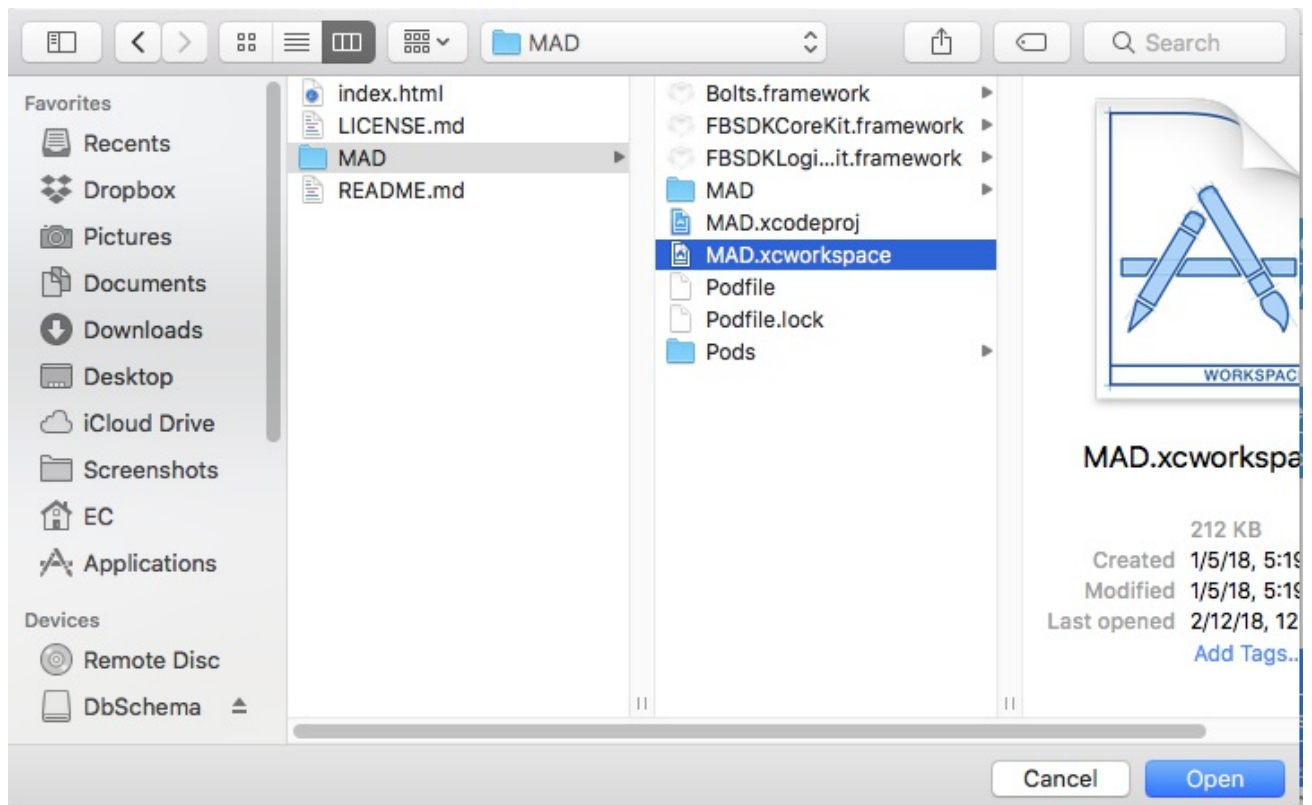 MAD
Search
Favorites
Recents
Dropbox
Pictures
Documents
Downloads
Desktop
iCloud Drive
Screenshots
EC
Applications
Devices
Remote Disc
DbSchema
index.html
LICENSE.md
MAD
README.md
Bolts.framework
FBSDKCoreKit.framework
FBSDKLogi...it.framework
MAD
MAD.xcodeproj
MAD.xcworkspace
Podfile
Podfile.lock
Pods
WORKSPAC
MAD.xcworkspa
212 KB
Created 1/5/18, 5:19
Modified 1/5/18, 5:19
Last opened 2/12/18, 12
Add Tags..
Cancel
Open